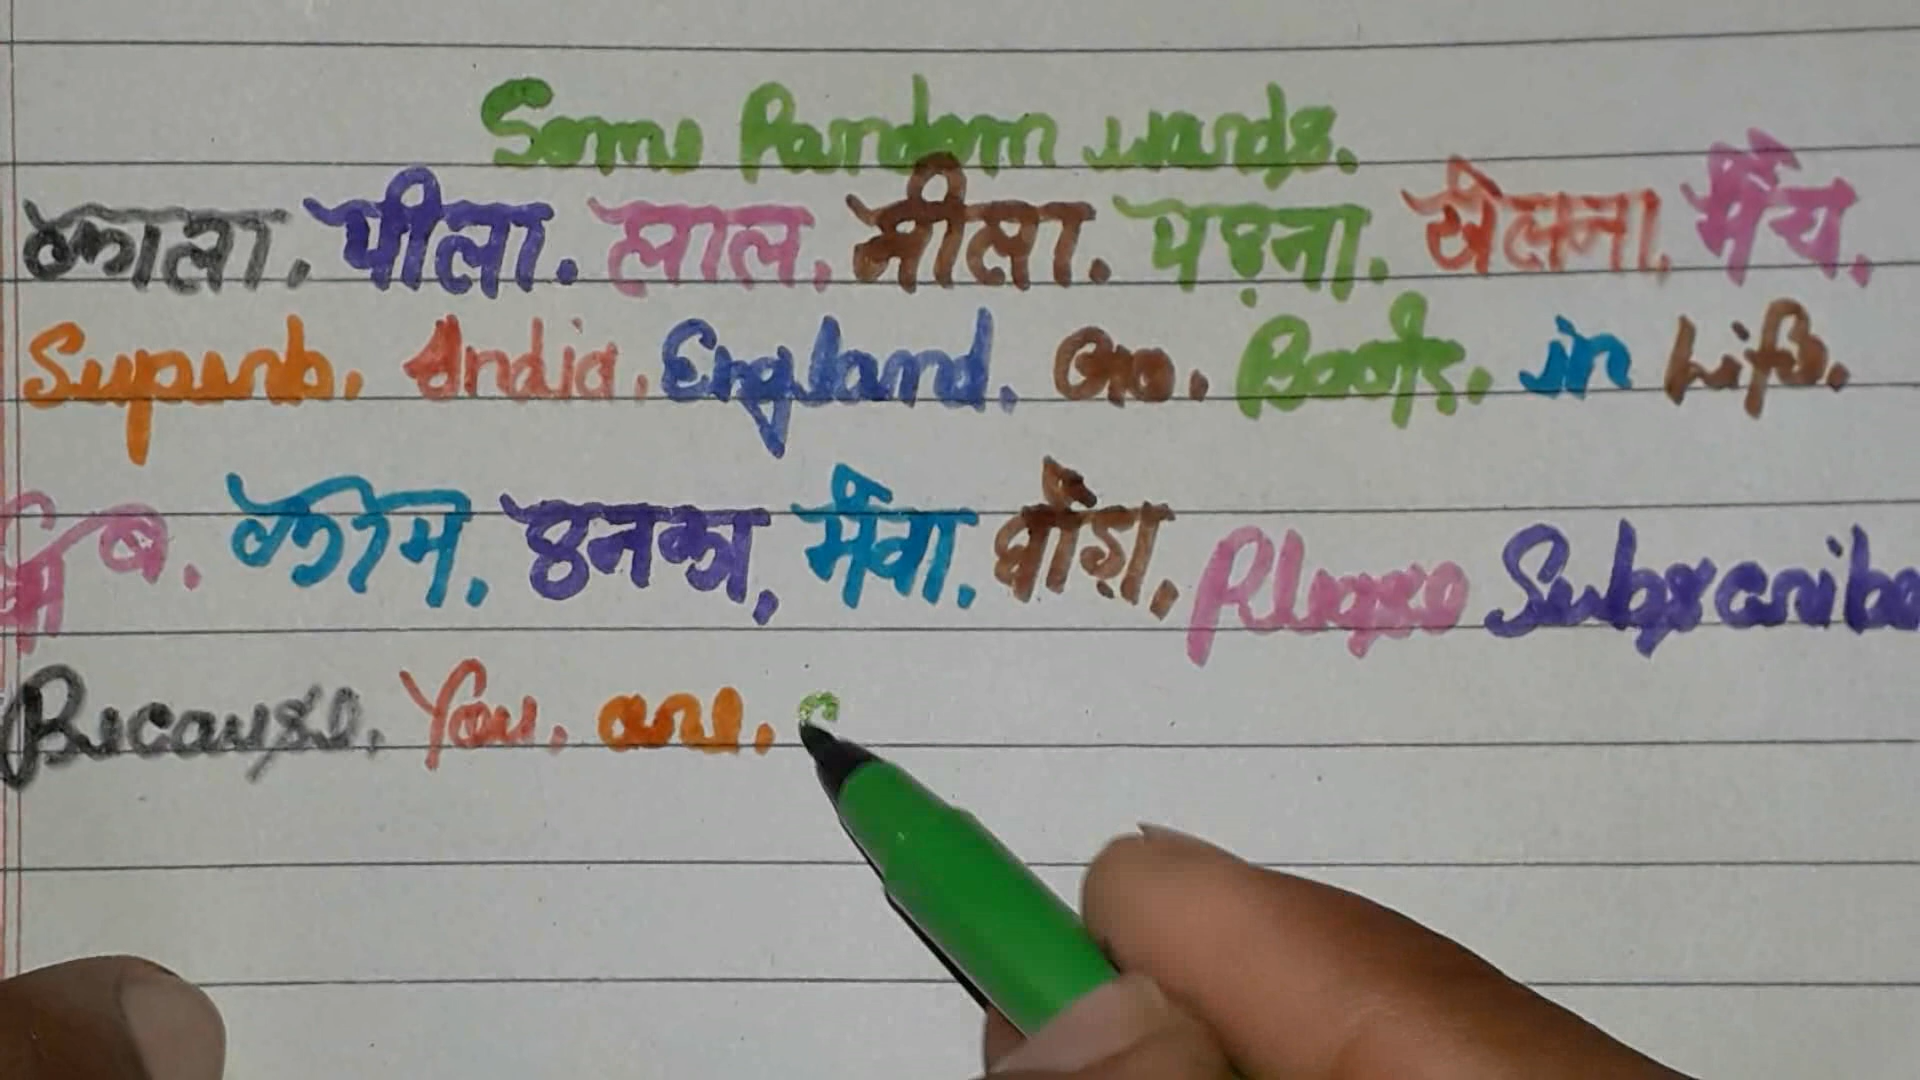 Some Random words.
काला. पीला. लाल. नीला. पढ़ना. खेलना. मैच.
Superb. India. England. Go. Books. in Life.
करीम. इनका. मेवा. घोड़ा. Please Subscribe
Because. You. are.